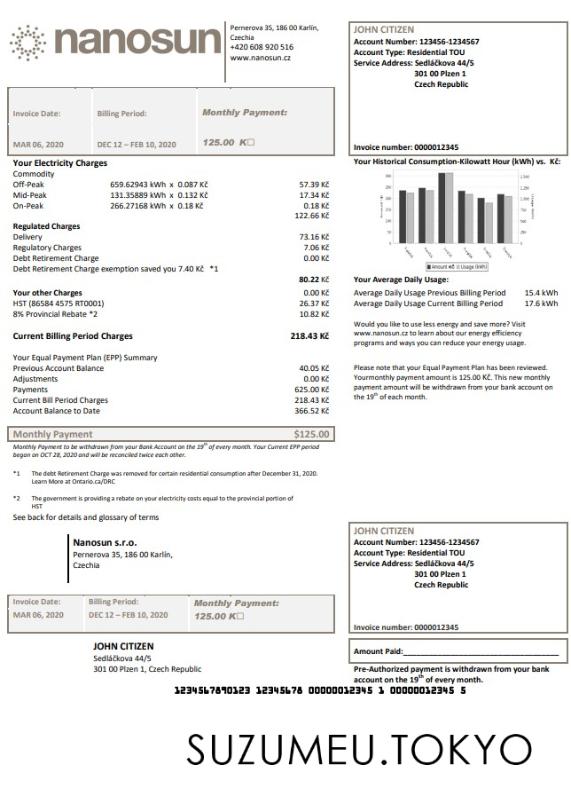 nanosun
Pernerova 35, 186 00 Karlín,
Czechia
+420 608 920 516
www.nanosun.cz
JOHN CITIZEN
Account Number: 123456-1234567
Account Type: Residential TOU
Service Address: Sedláčkova 44/5
301 00 Plzen 1
Czech Republic
Invoice number: 0000012345
Invoice Date: Billing Period: Monthly Payment:
MAR 06, 2020 DEC 12 – FEB 10, 2020 125.00 K□
Your Electricity Charges
Commodity
Off-Peak 659.62943 kWh x 0.087 Kč 57.39 Kč
Mid-Peak 131.35889 kWh x 0.132 Kč 17.34 Kč
On-Peak 266.27168 kWh x 0.18 Kč 0.18 Kč
122.66 Kč
Regulated Charges
Delivery 73.16 Kč
Regulatory Charges 7.06 Kč
Debt Retirement Charge 0.00 Kč
Debt Retirement Charge exemption saved you 7.40 Kč *1
80.22 Kč
Your other Charges 0.00 Kč
HST (86584 4575 RT0001) 26.37 Kč
8% Provincial Rebate *2 10.82 Kč
Current Billing Period Charges 218.43 Kč
Your Equal Payment Plan (EPP) Summary
Previous Account Balance 40.05 Kč
Adjustments 0.00 Kč
Payments 625.00 Kč
Current Bill Period Charges 218.43 Kč
Account Balance to Date 366.52 Kč
Monthly Payment $125.00
Monthly Payment to be withdrawn from your Bank Account on the 19th of every month. Your Current EPP period
began on OCT 28, 2020 and will be reconciled twice each other.
*1 The debt Retirement Charge was removed for certain residential consumption after December 31, 2020.
Learn More at Ontario.ca/DRC
*2 The government is providing a rebate on your electricity costs equal to the provincial portion of
HST
See back for details and glossary of terms
Your Historical Consumption-Kilowatt Hour (kWh) vs. Kč:
Amount Kč Usage (kWh)
Your Average Daily Usage:
Average Daily Usage Previous Billing Period 15.4 kWh
Average Daily Usage Current Billing Period 17.6 kWh
Would you like to use less energy and save more? Visit
www.nanosun.cz to learn about our energy efficiency
programs and ways you can reduce your energy usage.
Please note that your Equal Payment Plan has been reviewed.
Yourmonthly payment amount is 125.00 Kč. This new monthly
payment amount will be withdrawn from your bank account on
the 19th of each month.
Nanosun s.r.o.
Pernerova 35, 186 00 Karlín,
Czechia
JOHN CITIZEN
Account Number: 123456-1234567
Account Type: Residential TOU
Service Address: Sedláčkova 44/5
301 00 Plzen 1
Czech Republic
Invoice number: 0000012345
Invoice Date: Billing Period: Monthly Payment:
MAR 06, 2020 DEC 12 – FEB 10, 2020 125.00 K□
JOHN CITIZEN
Sedláčkova 44/5
301 00 Plzen 1, Czech Republic
Amount Paid:
Pre-Authorized payment is withdrawn from your bank
account on the 19th of every month.
1234567890123 12345678 00000012345 1 00000012345 5
SUZUMEU.TOKYO